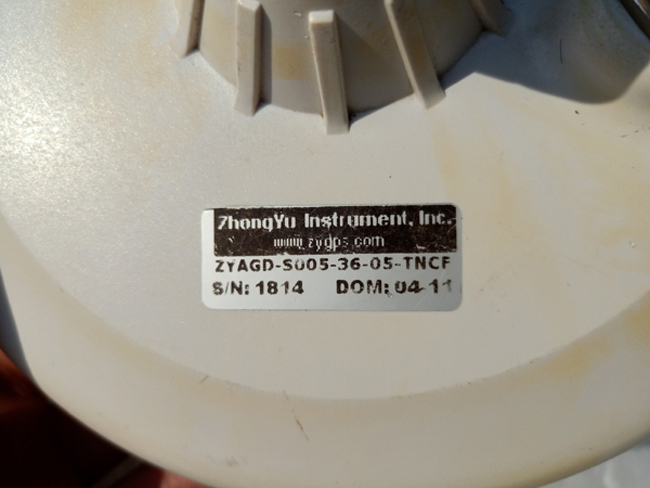 ZhongYu Instrument, Inc.
www.zygps.com
ZYAGD-S005-36-05-TNCF
S/N: 1814 DOM: 04-11